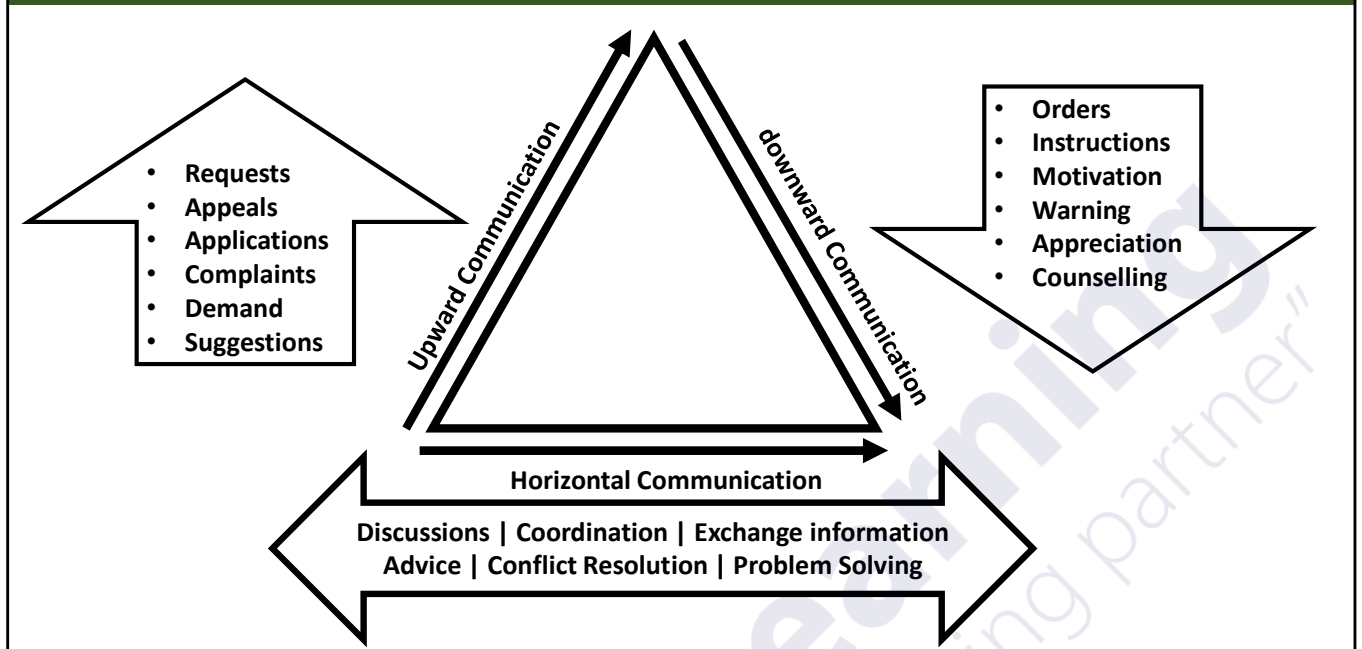 Upward Communication
downward Communication
• Requests
• Appeals
• Applications
• Complaints
• Demand
• Suggestions
• Orders
• Instructions
• Motivation
• Warning
• Appreciation
• Counselling
Horizontal Communication
Discussions | Coordination | Exchange information
Advice | Conflict Resolution | Problem Solving
partner"